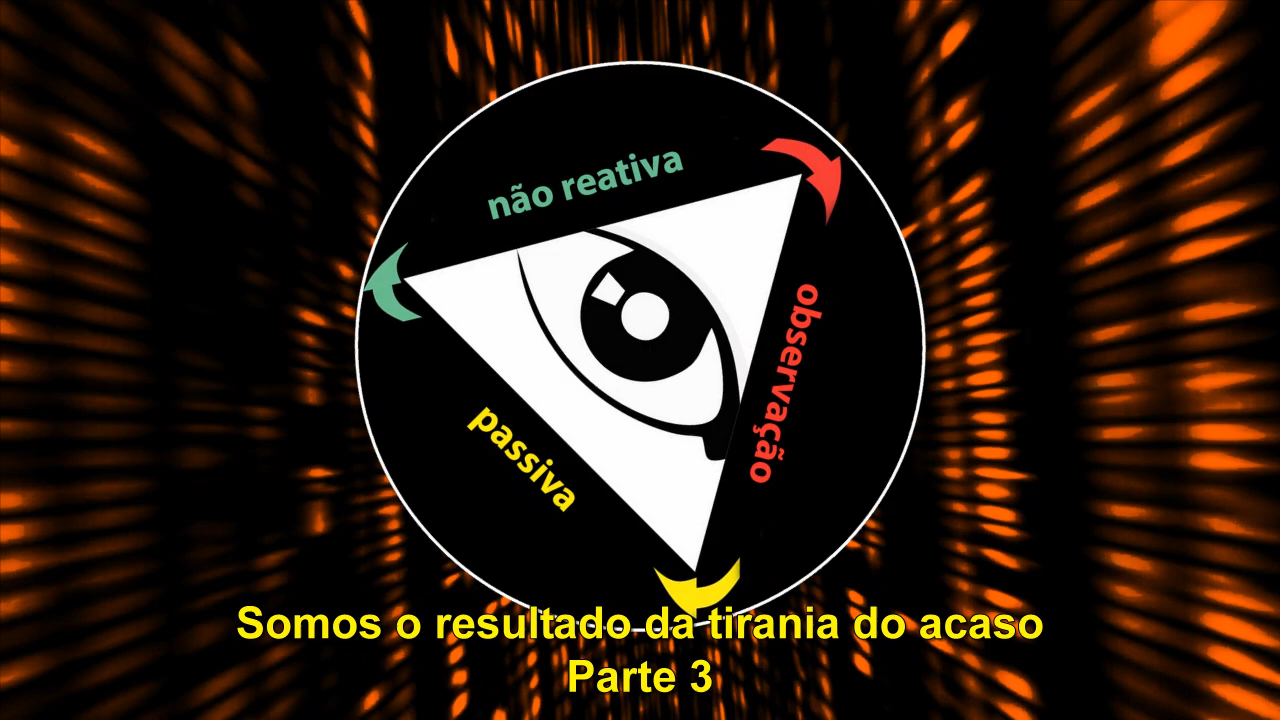 não reativa
observação
passiva
Somos o resultado da tirania do acaso
Parte 3